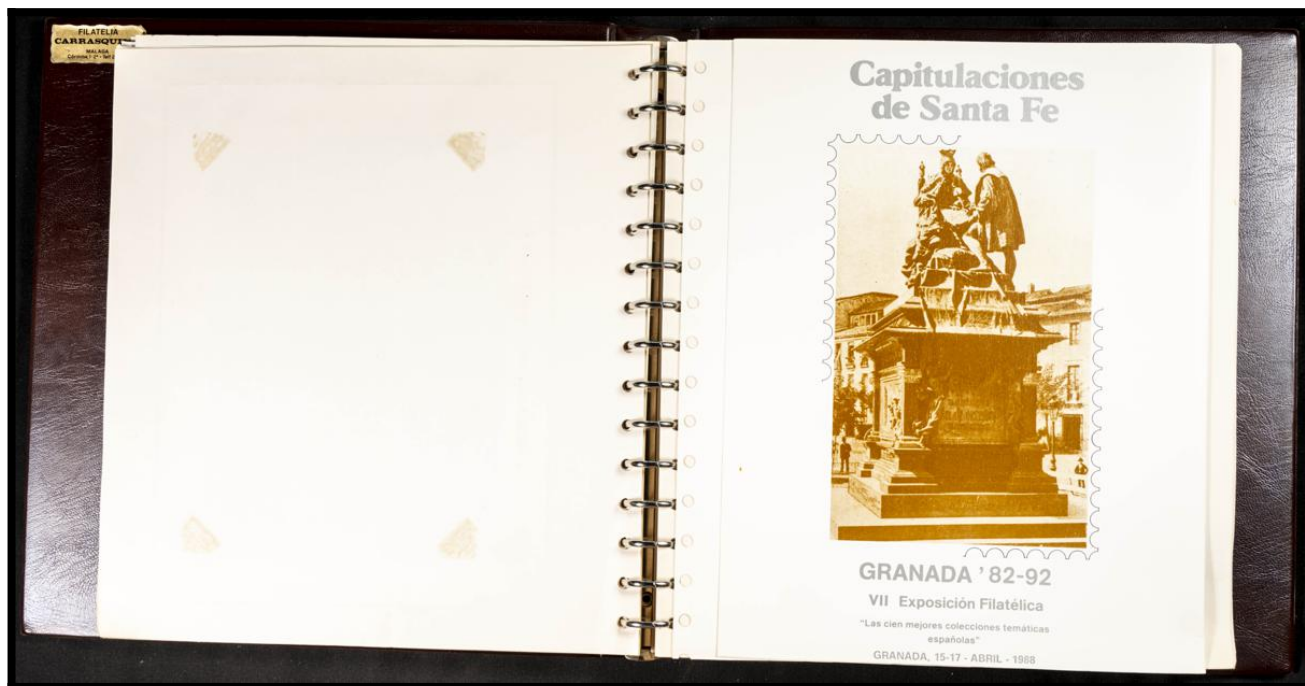 FILATELIA
MALAGA
Capitulaciones
de Santa Fe
GRANADA '82-92
VII Exposición Filatélica
"Las cien mejores colecciones temáticas
españolas"
GRANADA, 15-17 - ABRIL - 1988